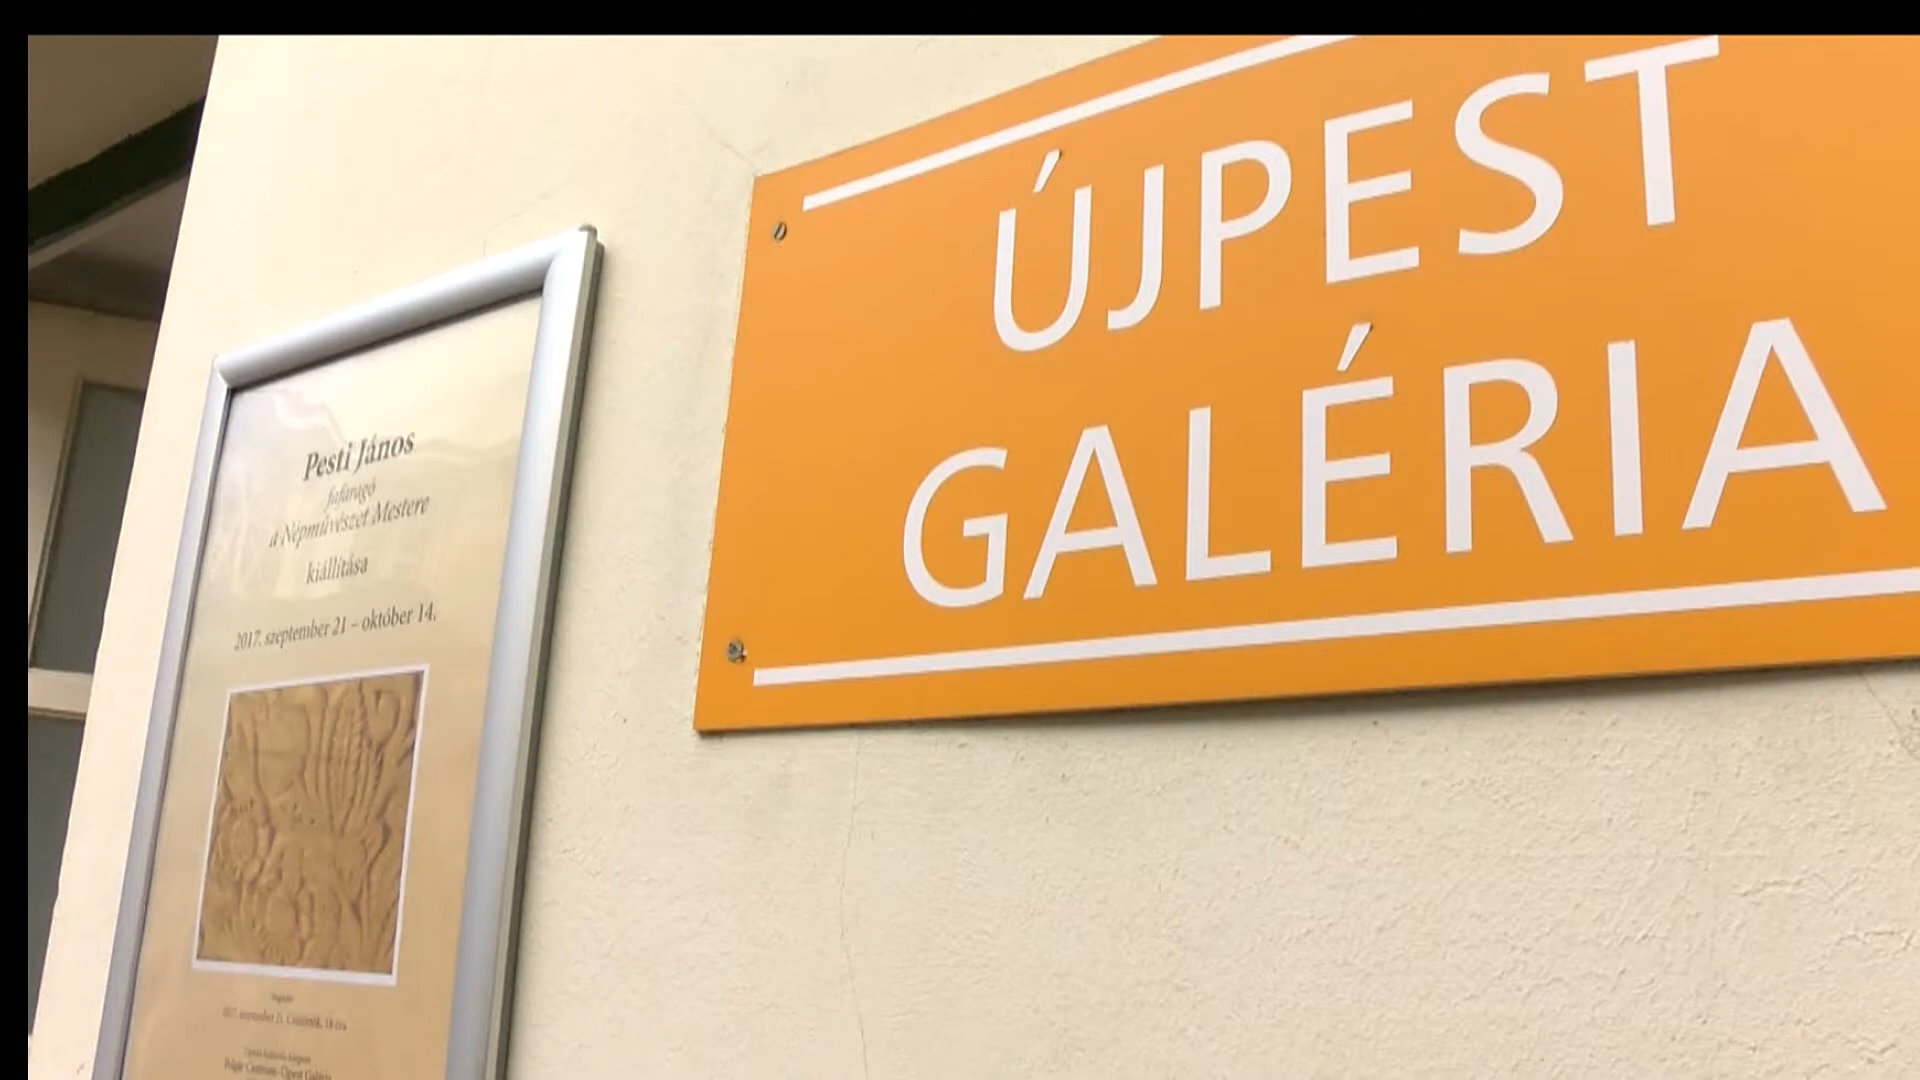 Pesti János
fafaragó
a Népművészet Mestere
kiállítása
2017. szeptember 21 – október 14.
ÚJPEST
GALÉRIA